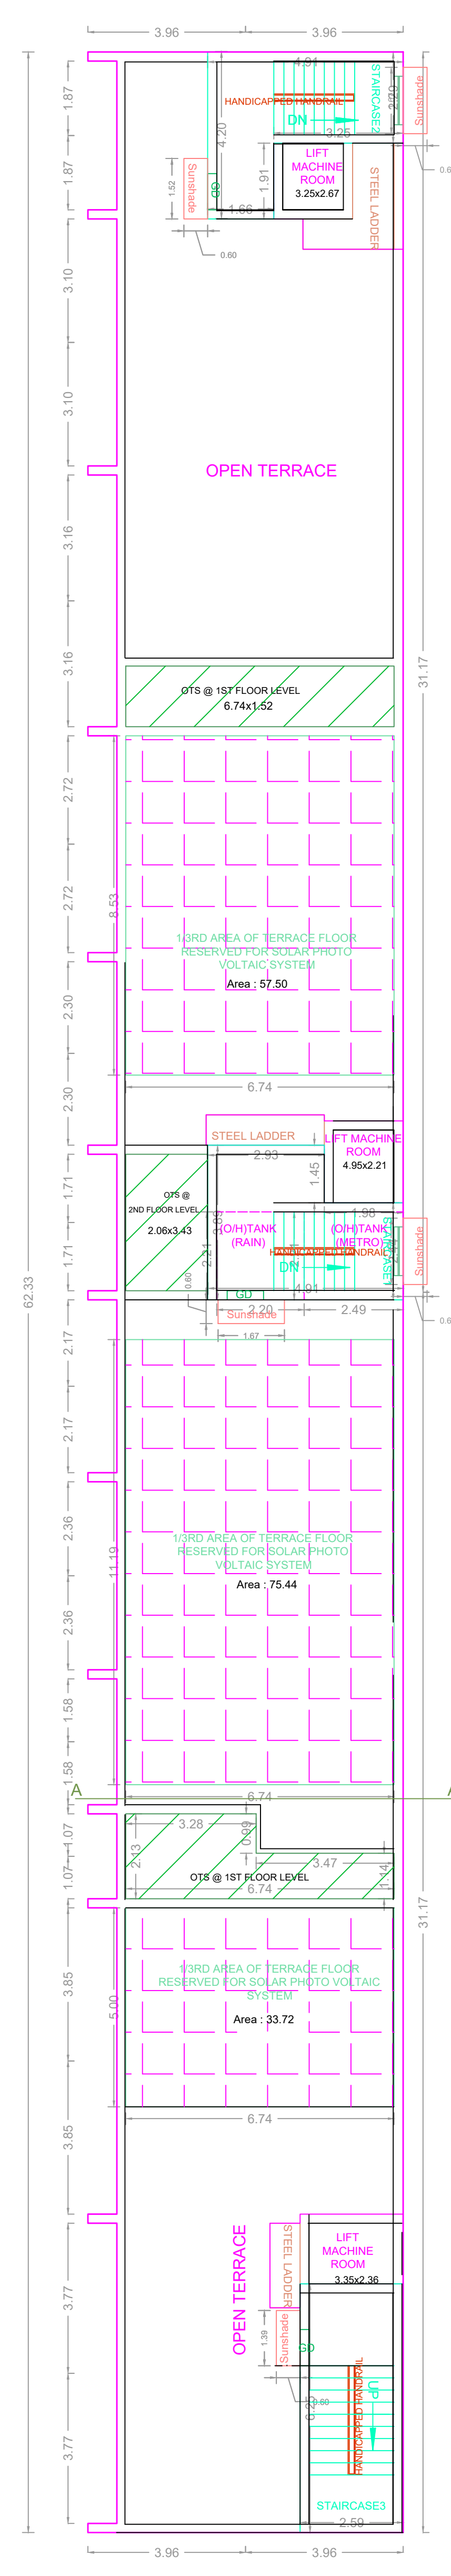 3.96
3.96
4.91
HANDICAPPED HANDRAIL
STAIRCASE2
Sunshade
DN
3.25
1.87
4.20
1.87
1.52
Sunshade
GD
1.66
1.91
LIFT
MACHINE
ROOM
3.25x2.67
STEEL LADDER
0.60
3.10
3.10
OPEN TERRACE
3.16
3.16
31.17
OTS @ 1ST FLOOR LEVEL
6.74x1.52
2.72
2.72
8.53
1/3RD AREA OF TERRACE FLOOR
RESERVED FOR SOLAR PHOTO
VOLTAIC SYSTEM
Area : 57.50
2.30
2.30
6.74
STEEL LADDER
LIFT MACHINE
ROOM
4.95x2.21
2.93
1.45
OTS @
2ND FLOOR LEVEL
2.06x3.43
1.71
1.71
1.98
(O/H)TANK
(RAIN)
(O/H)TANK
(METRO)
HANDICAPPED HANDRAIL
STAIRCASE1
Sunshade
2.21
DN
4.91
GD
0.60
2.20
2.49
Sunshade
1.67
62.33
2.17
2.17
2.36
2.36
11.19
1/3RD AREA OF TERRACE FLOOR
RESERVED FOR SOLAR PHOTO
VOLTAIC SYSTEM
Area : 75.44
1.58
1.58
6.74
A
3.28
0.99
2.13
3.47
1.14
OTS @ 1ST FLOOR LEVEL
6.74
1.07
1.07
31.17
3.85
3.85
5.00
1/3RD AREA OF TERRACE FLOOR
RESERVED FOR SOLAR PHOTO VOLTAIC
SYSTEM
Area : 33.72
6.74
OPEN TERRACE
STEEL LADDER
LIFT
MACHINE
ROOM
3.35x2.36
3.77
3.77
1.39
Sunshade
GD
0.60
HANDICAPPED HANDRAIL
UP
STAIRCASE3
2.59
3.96
3.96